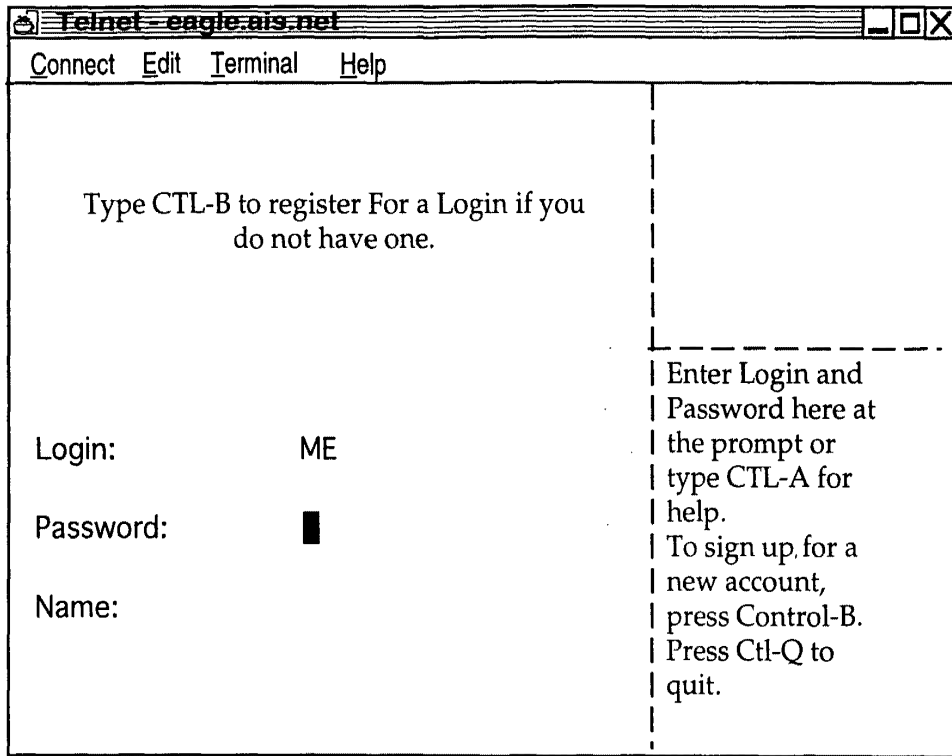 Telnet - eagle.ais.net
Connect Edit Terminal Help
Type CTL-B to register For a Login if you
do not have one.
Login: ME
Password:
Name:
Enter Login and
Password here at
the prompt or
type CTL-A for
help.
To sign up for a
new account,
press Control-B.
Press Ctl-Q to
quit.